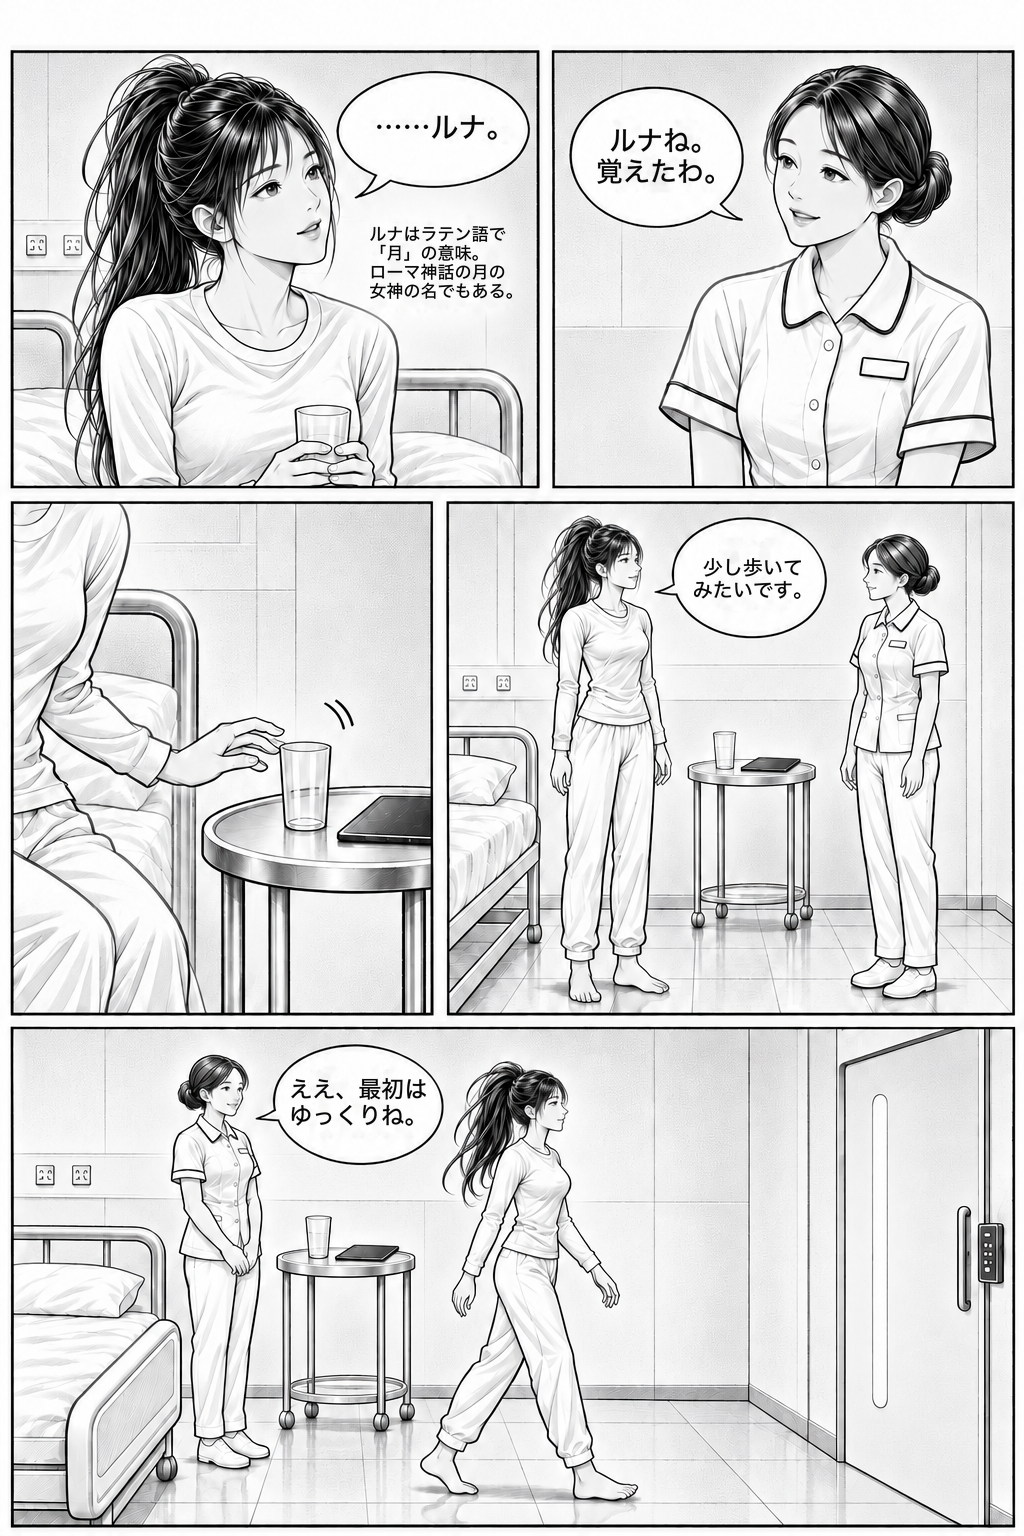 ……ルナ。
ルナはラテン語で
「月」の意味。
ローマ神話の月の
女神の名でもある。
ルナね。
覚えたわ。
少し歩いて
みたいです。
ええ、最初は
ゆっくりね。